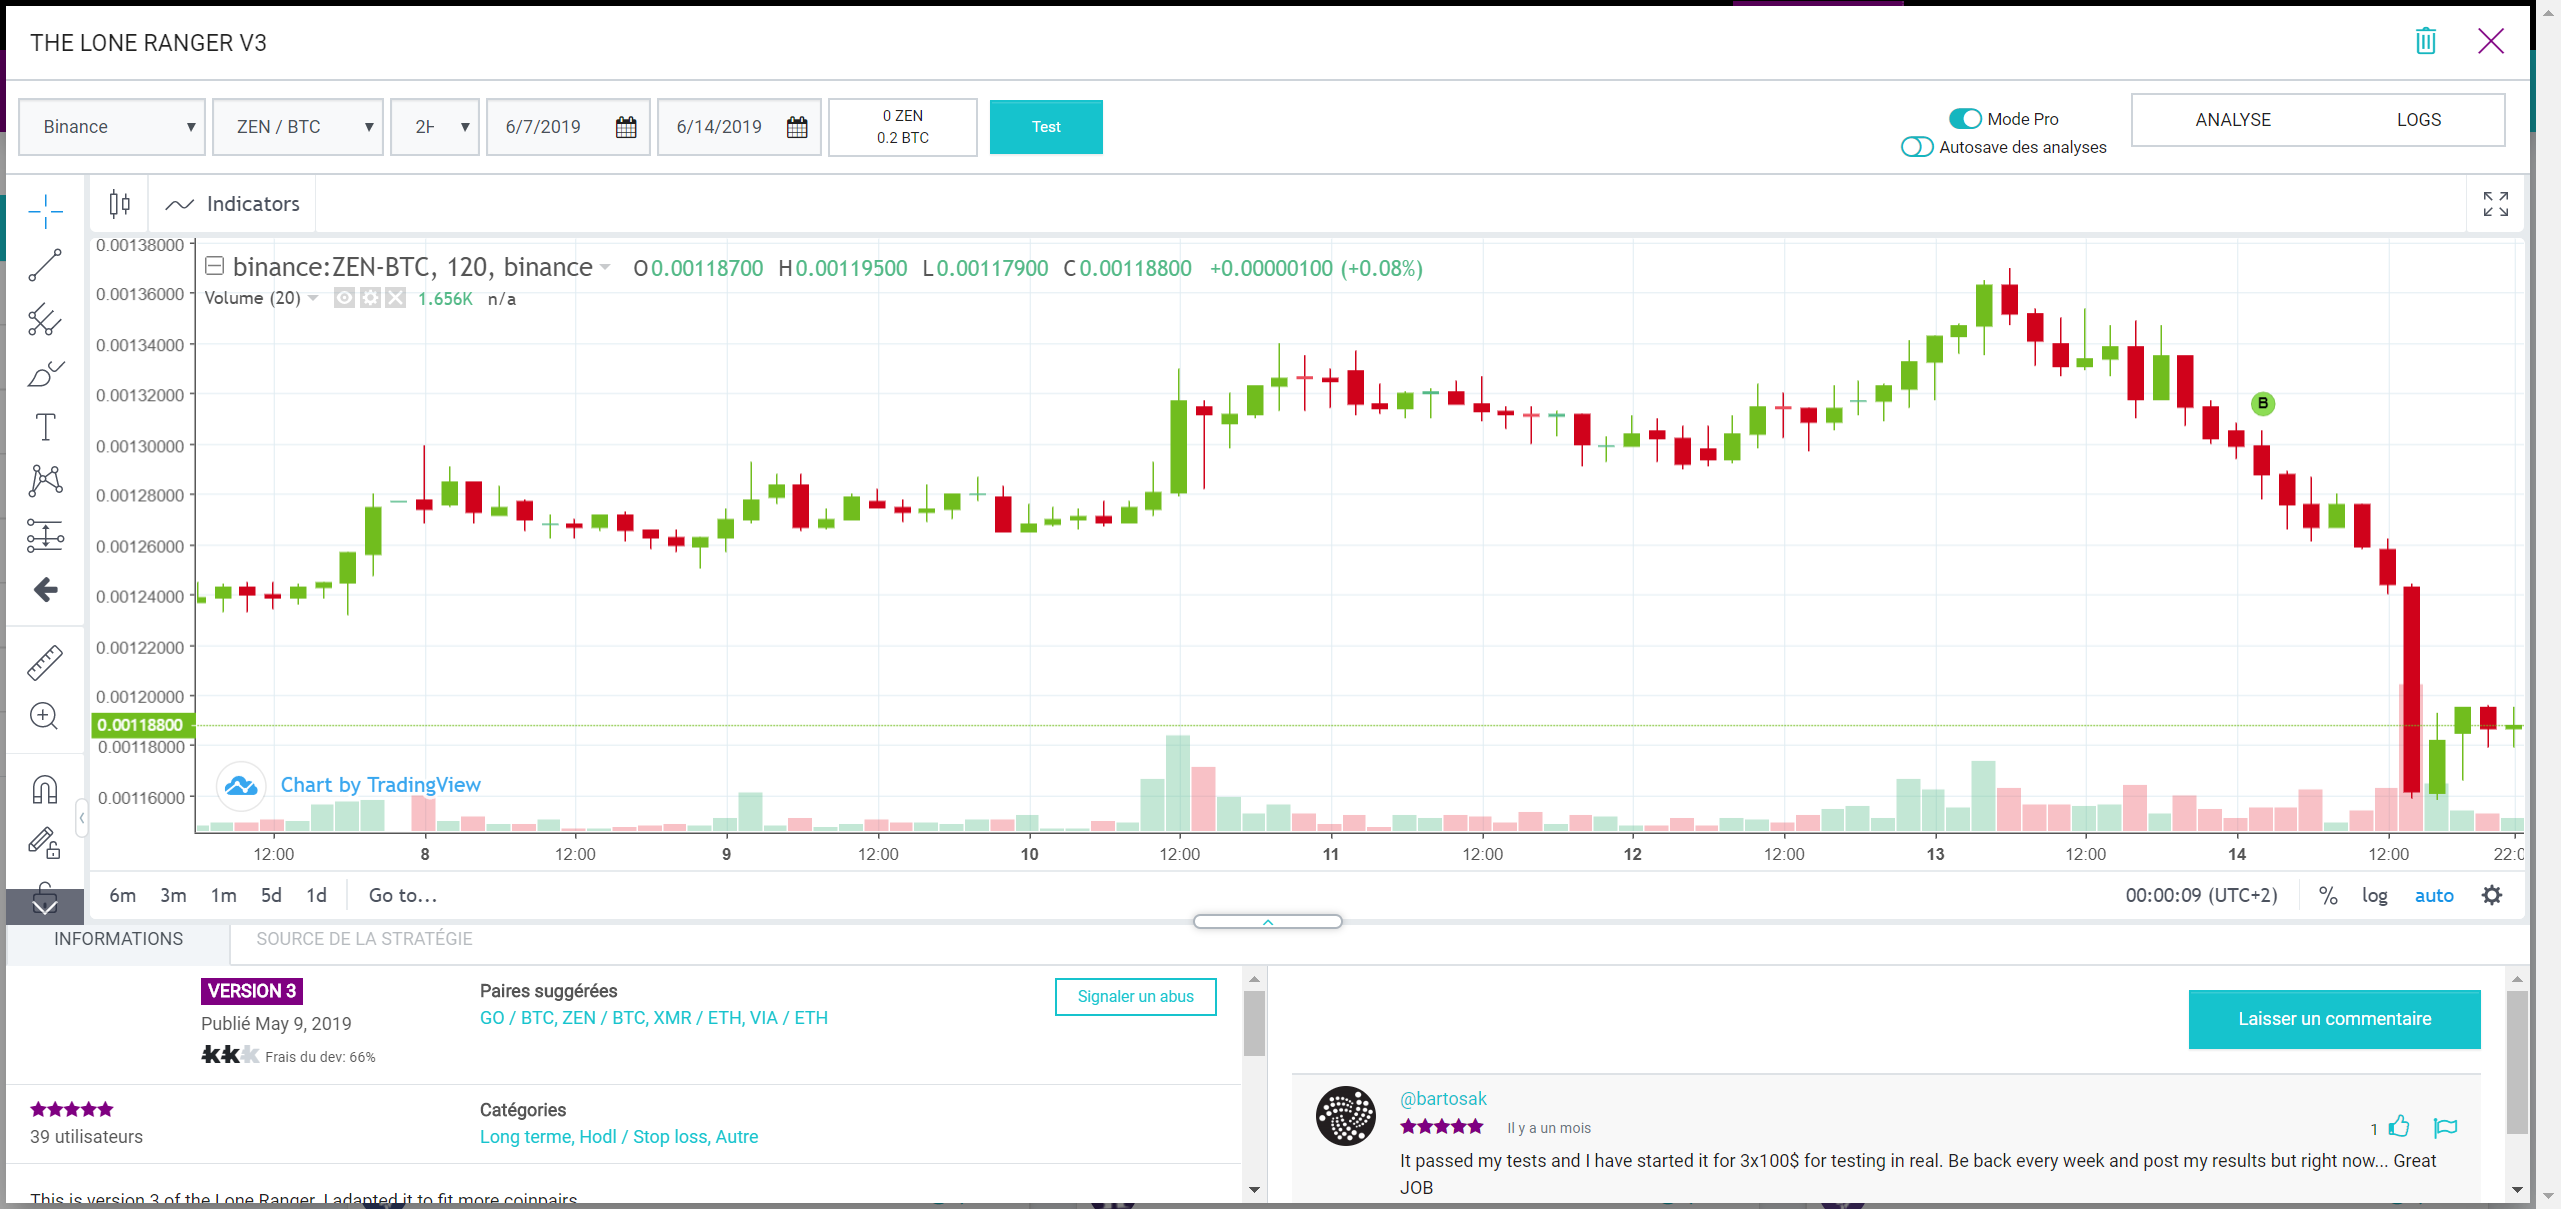 THE LONE RANGER V3
Binance
ZEN / BTC
2H
6/7/2019
6/14/2019
0 ZEN
0.2 BTC
Test
Mode Pro
Autosave des analyses
ANALYSE
LOGS
Indicators
binance:ZEN-BTC, 120, binance O0.00118700 H0.00119500 L0.00117900 C0.00118800 +0.00000100 (+0.08%)
Volume (20) 1.656K n/a
0.00138000
0.00136000
0.00134000
0.00132000
0.00130000
0.00128000
0.00126000
0.00124000
0.00122000
0.00120000
0.00118800
0.00118000
0.00116000
B
Chart by TradingView
12:00 8 12:00 9 12:00 10 12:00 11 12:00 12 12:00 13 12:00 14 12:00 22:0
6m 3m 1m 5d 1d Go to...
00:00:09 (UTC+2) % log auto
INFORMATIONS
SOURCE DE LA STRATÉGIE
VERSION 3
Publié May 9, 2019
Frais du dev: 66%
Paires suggérées
GO / BTC, ZEN / BTC, XMR / ETH, VIA / ETH
Signaler un abus
39 utilisateurs
Catégories
Long terme, Hodl / Stop loss, Autre
This is version 3 of the Lone Ranger. I adapted it to fit more coinpairs
Laisser un commentaire
@bartosak
Il y a un mois
1
It passed my tests and I have started it for 3x100$ for testing in real. Be back every week and post my results but right now... Great
JOB